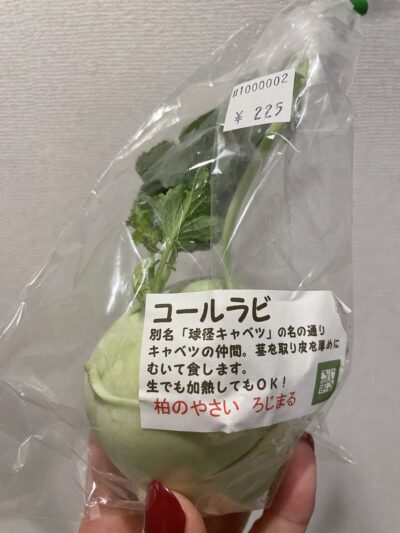 #1000002
¥ 225
コールラビ
別名「球径キャベツ」の名の通り
キャベツの仲間。茎を取り皮を厚めに
むいて食します。
生でも加熱してもOK!
柏のやさい ろじまる